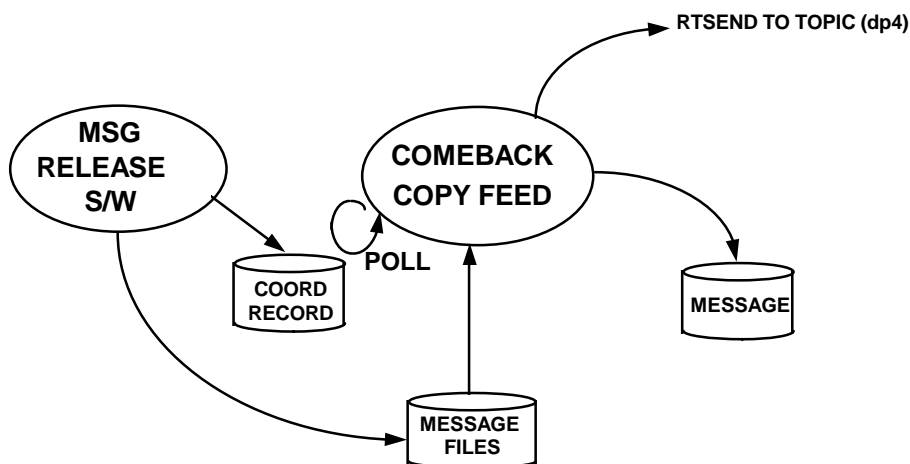 RTSEND TO TOPIC (dp4)
MSG
RELEASE
S/W
COMEBACK
COPY FEED
POLL
COORD
RECORD
MESSAGE
MESSAGE
FILES